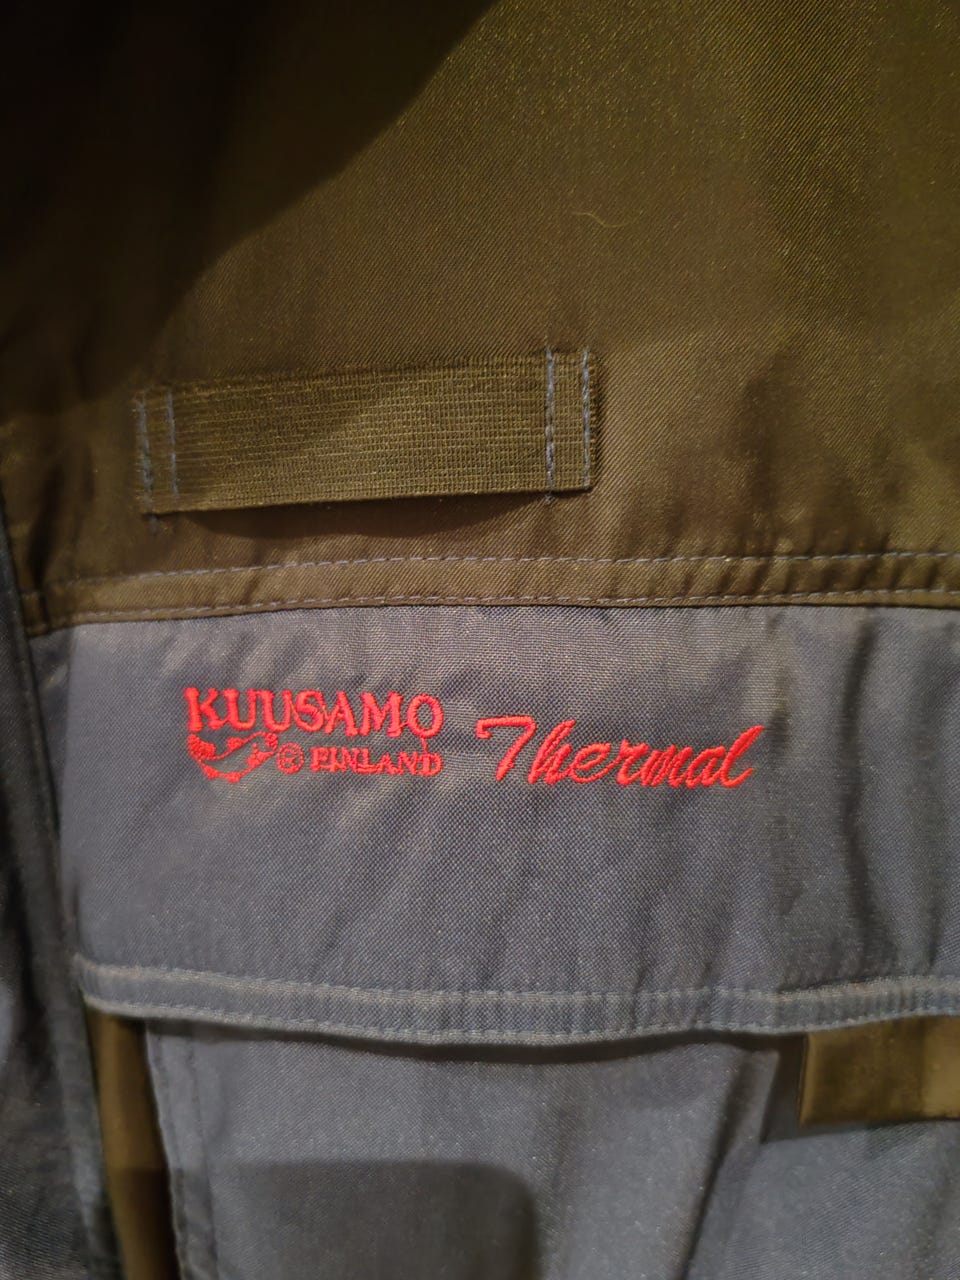 KUUSAMO
® FINLAND
Thermal